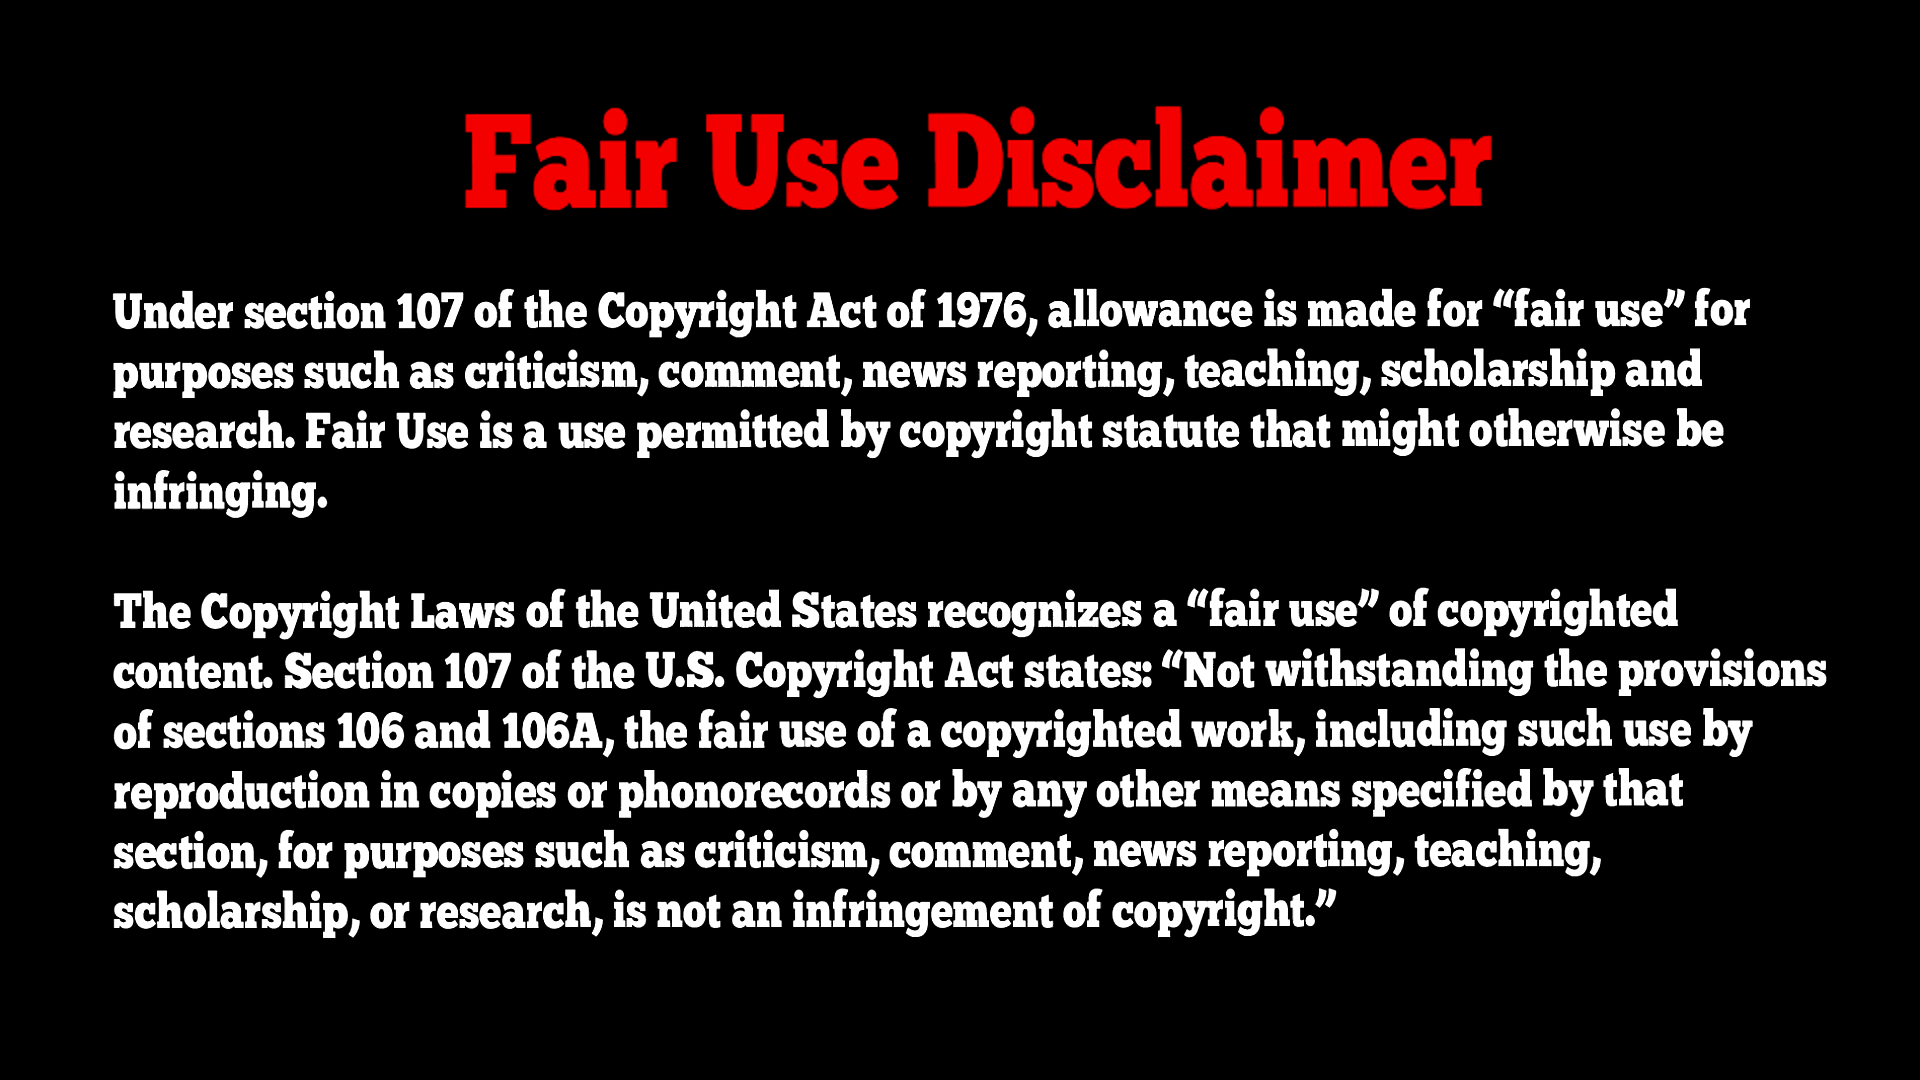 Fair Use Disclaimer
Under section 107 of the Copyright Act of 1976, allowance is made for “fair use” for
purposes such as criticism, comment, news reporting, teaching, scholarship and
research. Fair Use is a use permitted by copyright statute that might otherwise be
infringing.
The Copyright Laws of the United States recognizes a “fair use” of copyrighted
content. Section 107 of the U.S. Copyright Act states: “Not withstanding the provisions
of sections 106 and 106A, the fair use of a copyrighted work, including such use by
reproduction in copies or phonorecords or by any other means specified by that
section, for purposes such as criticism, comment, news reporting, teaching,
scholarship, or research, is not an infringement of copyright.”